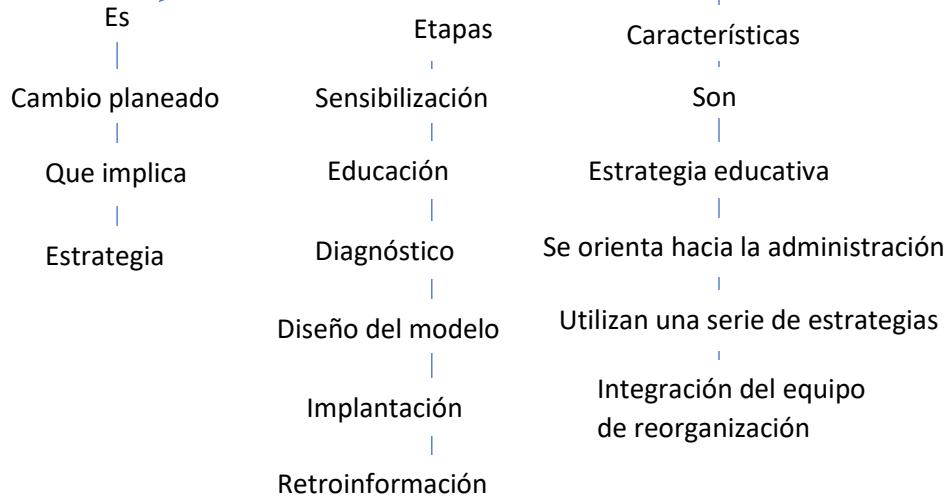 Es
Cambio planeado
Que implica
Estrategia
Etapas
Sensibilización
Educación
Diagnóstico
Diseño del modelo
Implantación
Retroinformación
Características
Son
Estrategia educativa
Se orienta hacia la administración
Utilizan una serie de estrategias
Integración del equipo
de reorganización